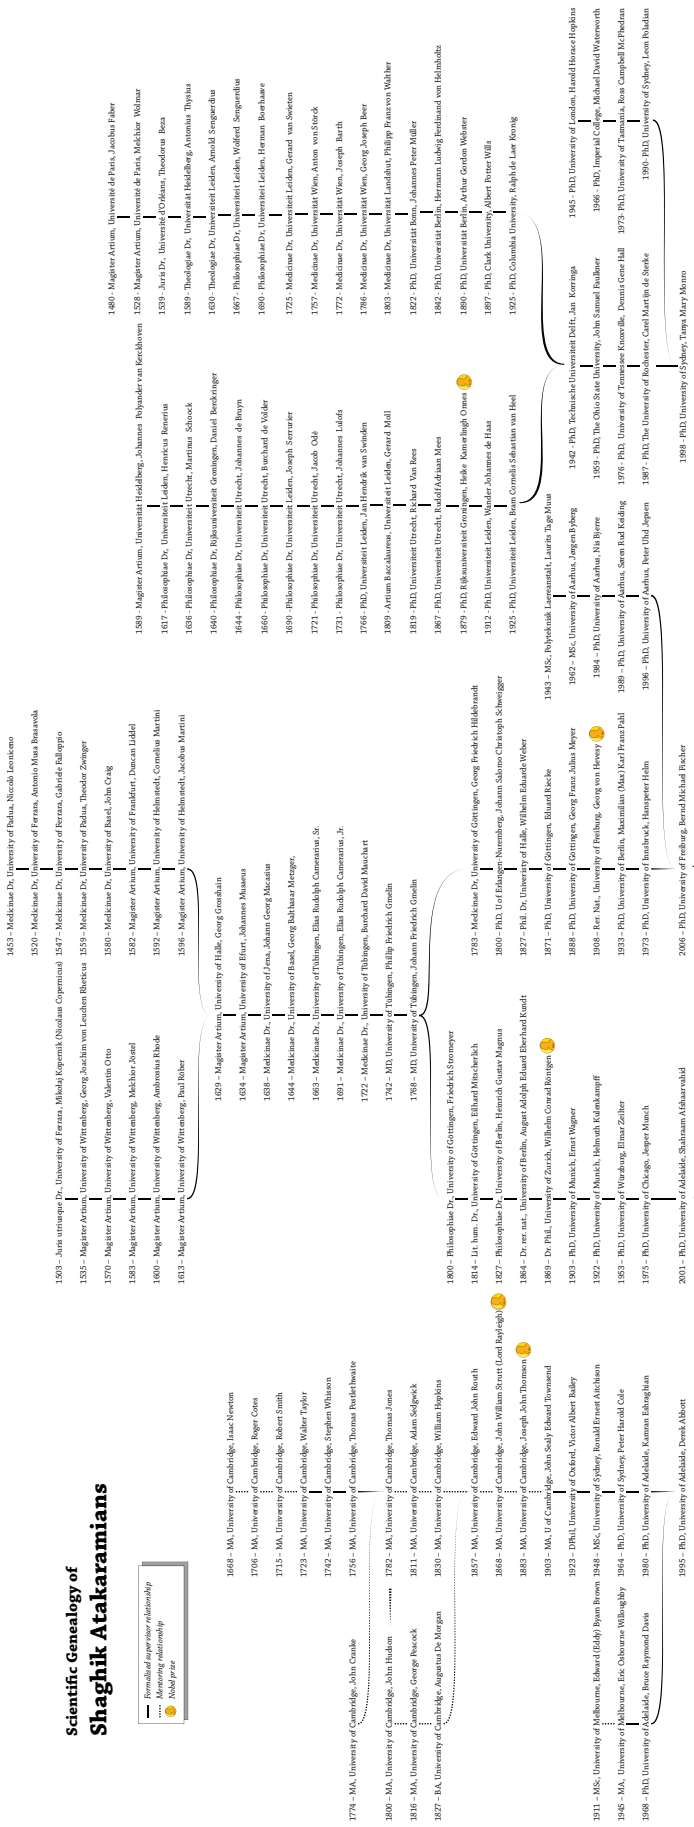 Scientific Genealogy of
Shaghik Atakaramians
Formalised supervisor relationship
Mentoring relationship
Nobel prize
1774 – MA, University of Cambridge, John Cranke
1800 – MA, University of Cambridge, John Hudson
1816 – MA, University of Cambridge, George Peacock
1827 – BA, University of Cambridge, Augustus De Morgan
1911 – MSc, University of Melbourne, Edward (Eddy) Byam Brown
1945 – MA, University of Melbourne, Eric Osbourne Willoughby
1968 – PhD, University of Adelaide, Bruce Raymond Davis
1668 – MA, University of Cambridge, Isaac Newton
1706 – MA, University of Cambridge, Roger Cotes
1715 – MA, University of Cambridge, Robert Smith
1723 – MA, University of Cambridge, Walter Taylor
1742 – MA, University of Cambridge, Stephen Whisson
1756 – MA, University of Cambridge, Thomas Postlethwaite
1782 – MA, University of Cambridge, Thomas Jones
1811 – MA, University of Cambridge, Adam Sedgwick
1830 – MA, University of Cambridge, William Hopkins
1857 – MA, University of Cambridge, Edward John Routh
1868 – MA, University of Cambridge, John William Strutt (Lord Rayleigh)
1883 – MA, University of Cambridge, Joseph John Thomson
1903 – MA, U of Cambridge, John Sealy Edward Townsend
1923 – DPhil, University of Oxford, Victor Albert Bailey
1948 – MSc, University of Sydney, Ronald Ernest Aitchison
1964 – PhD, University of Sydney, Peter Harold Cole
1980 – PhD, University of Adelaide, Kamran Eshraghian
1995 – PhD, University of Adelaide, Derek Abbott
1503 – Juris utriusque Dr., University of Ferrara, Mikołaj Kopernik (Nicolaus Copernicus)
1535 – Magister Artium, University of Wittenberg, Georg Joachim von Leuchen Rheticus
1570 – Magister Artium, University of Wittenberg, Valentin Otto
1583 – Magister Artium, University of Wittenberg, Melchior Jöstel
1600 – Magister Artium, University of Wittenberg, Ambrosius Rhode
1613 – Magister Artium, University of Wittenberg, Paul Röber
1453 – Medicinae Dr, University of Padua, Niccolò Leoniceno
1520 – Medicinae Dr, University of Ferrara, Antonio Musa Brasavola
1547 – Medicinae Dr, University of Ferrara, Gabriele Falloppio
1559 – Medicinae Dr, University of Padua, Theodor Zwinger
1580 – Medicinae Dr, University of Basel, John Craig
1582 – Magister Artium, University of Frankfurt, Duncan Liddel
1592 – Magister Artium, University of Helmstedt, Cornelius Martini
1596 – Magister Artium, University of Helmstedt, Jacobus Martini
1629 – Magister Artium, University of Halle, Georg Grosshain
1634 – Magister Artium, University of Efurt, Johannes Musaeus
1638 – Medicinae Dr., University of Jena, Johann Georg Macasius
1644 – Medicinae Dr., University of Basel, Georg Balthasar Metzger,
1663 – Medicinae Dr., University of Tübingen, Elias Rudolph Camerarius, Sr.
1691 – Medicinae Dr., University of Tübingen, Elias Rudolph Camerarius, Jr.
1722 – Medicinae Dr., University of Tübingen, Burchard David Mauchart
1742 – MD, University of Tübingen, Phillip Friedrich Gmelin
1768 – MD, University of Tübingen, Johann Friedrich Gmelin
1800 – Philosophiae Dr., University of Göttingen, Friedrich Stromeyer
1814 – Lit. hum. Dr., University of Göttingen, Eilhard Mitscherlich
1827 – Philosophiae Dr., University of Berlin, Heinrich Gustav Magnus
1864 – Dr. rer. nat., University of Berlin, August Adolph Eduard Eberhard Kundt
1869 – Dr. Phil., University of Zurich, Wilhelm Conrad Röntgen
1903 – PhD, University of Munich, Ernst Wagner
1922 – PhD, University of Munich, Helmuth Kulenkampff
1953 – PhD, University of Würzburg, Elmar Zeitler
1975 – PhD, University of Chicago, Jesper Munch
2001 – PhD, University of Adelaide, Shahraam Afshaarvahid
1783 – Medicinae Dr, University of Göttingen, Georg Friedrich Hildebrandt
1800 – PhD, U of Erlangen-Nuremberg, Johann Salomo Christoph Schweigger
1827 – Phil. Dr, Univeristy of Halle, Wilhelm Eduarde Weber
1871 – PhD, University of Göttingen, Eduard Riecke
1888 – PhD, University of Göttingen, Georg Franz Julius Meyer
1908 – Rer. Nat., University of Freiburg, Georg von Hevesy
1933 – PhD, University of Berlin, Maximilian (Max) Karl Franz Pahl
1973 – PhD, University of Innsbruck, Hanspeter Helm
2006 – PhD, University of Freiburg, Bernd Michael Fischer
1943 – MSc, Polyteknisk Laereanstalt, Laurits Tage Muus
1962 – MSc, University of Aarhus, Jørgen Byberg
1984 – PhD, University of Aarhus, Nis Bjerre
1989 – PhD, University of Aarhus, Søren Rud Keiding
1996 – PhD, University of Aarhus, Peter Uhd Jepsen
1589 - Magister Artium, Universität Heidelberg, Johannes Polyander van Kerckhoven
1617 - Philosophiae Dr, Universiteit Leiden, Henricus Renerius
1636 - Philosophiae Dr, Universiteit Utrecht, Martinus Schoock
1640 - Philosophiae Dr, Rijksuniversiteit Groningen, Daniel Berckringer
1644 - Philosophiae Dr, Universiteit Utrecht, Johannes de Bruyn
1660 - Philosophiae Dr, Universiteit Utrecht, Burchard de Volder
1690 - Philosophiae Dr, Universiteit Leiden, Joseph Serrurier
1721 - Philosophiae Dr, Universiteit Utrecht, Jacob Odé
1731 - Philosophiae Dr, Universiteit Utrecht, Johannes Lulofs
1766 - PhD, Universiteit Leiden, Jan Hendrik van Swinden
1809 - Artium Baccalaureus, Universiteit Leiden, Gerard Moll
1819 - PhD, Universiteit Utrecht, Richard Van Rees
1867 - PhD, Universiteit Utrecht, Rudolf Adriaan Mees
1879 - PhD, Rijksuniversiteit Groningen, Heike Kamerlingh Onnes
1912 - PhD, Universiteit Leiden, Wander Johannes de Haas
1925 - PhD, Universiteit Leiden, Bram Cornelis Sebastian van Heel
1480 - Magister Artium, Université de Paris, Jacobus Faber
1528 - Magister Artium, Université de Paris, Melchior Wolmar
1539 - Juris Dr, Université d'Orléans, Theodorus Beza
1589 - Theologiae Dr, Universität Heidelberg, Antonius Thysius
1630 - Theologiae Dr, Universiteit Leiden, Arnold Senguerdius
1667 - Philosophiae Dr, Universiteit Leiden, Wolferd Senguerdius
1690 - Philosophiae Dr, Universiteit Leiden, Herman Boerhaave
1725 - Medicinae Dr, Universiteit Leiden, Gerard van Swieten
1757 - Medicinae Dr, Universität Wien, Anton von Störck
1772 - Medicinae Dr, Universität Wien, Joseph Barth
1786 - Medicinae Dr, Universität Wien, Georg Joseph Beer
1803 - Medicinae Dr, Universität Landshut, Philipp Franz von Walther
1822 - PhD, Universität Bonn, Johannes Peter Müller
1842 - PhD, Universität Berlin, Hermann Ludwig Ferdinand von Helmholtz
1890 - PhD, Universität Berlin, Arthur Gordon Webster
1897 - PhD, Clark University, Albert Potter Wills
1925 - PhD, Columbia University, Ralph de Laer Kronig
1942 - PhD, Technische Universiteit Delft, Jan Korringa
1959 - PhD, The Ohio State University, John Samuel Faulkner
1976 - PhD, University of Tennessee Knoxville, Dennis Gene Hall
1987 - PhD, The University of Rochester, Carel Martijn de Sterke
1998 - PhD, University of Sydney, Tanya Mary Monro
1945 - PhD, University of London, Harold Horace Hopkins
1966 - PhD, Imperial College, Michael David Waterworth
1973 - PhD, University of Tasmania, Ross Campbell McPhedran
1990 - PhD, University of Sydney, Leon Poladian